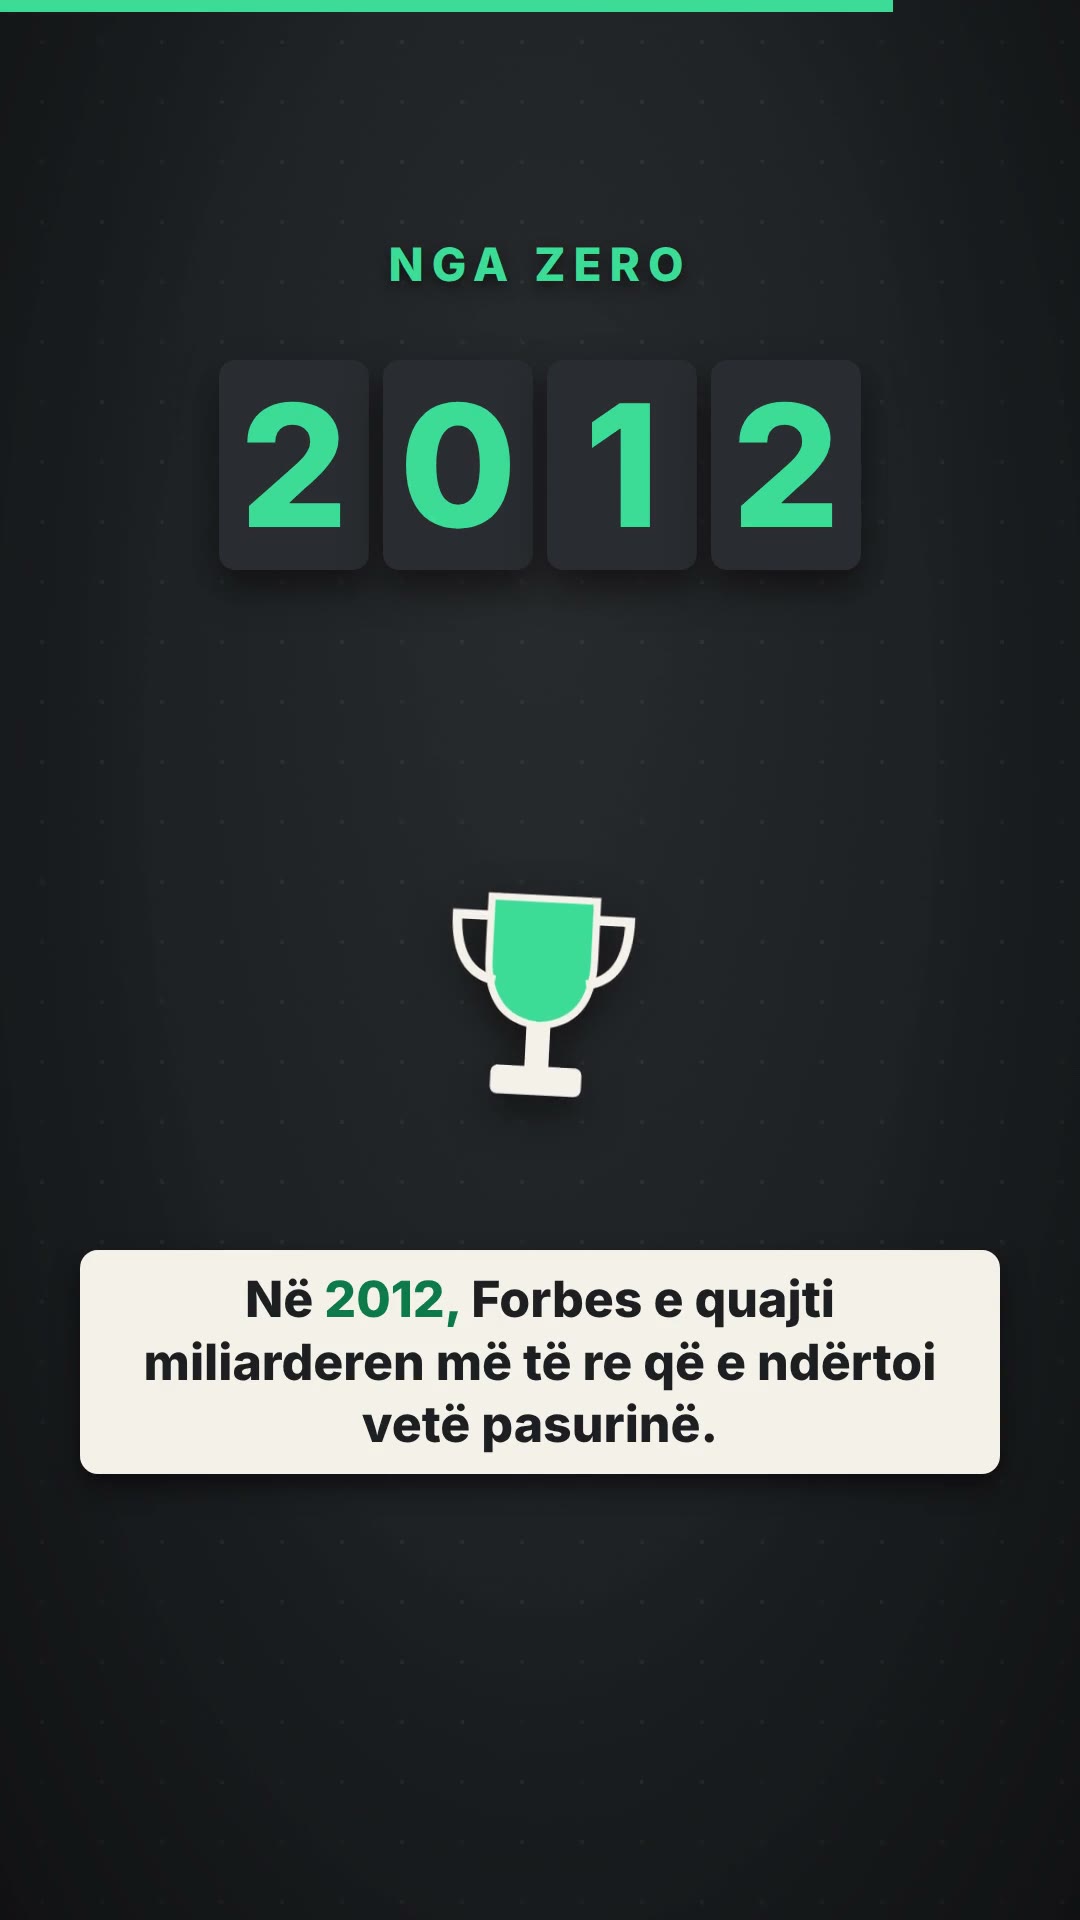 NGA ZERO
2012
Në 2012, Forbes e quajti
miliarderen më të re që e ndërtoi
vetë pasurinë.